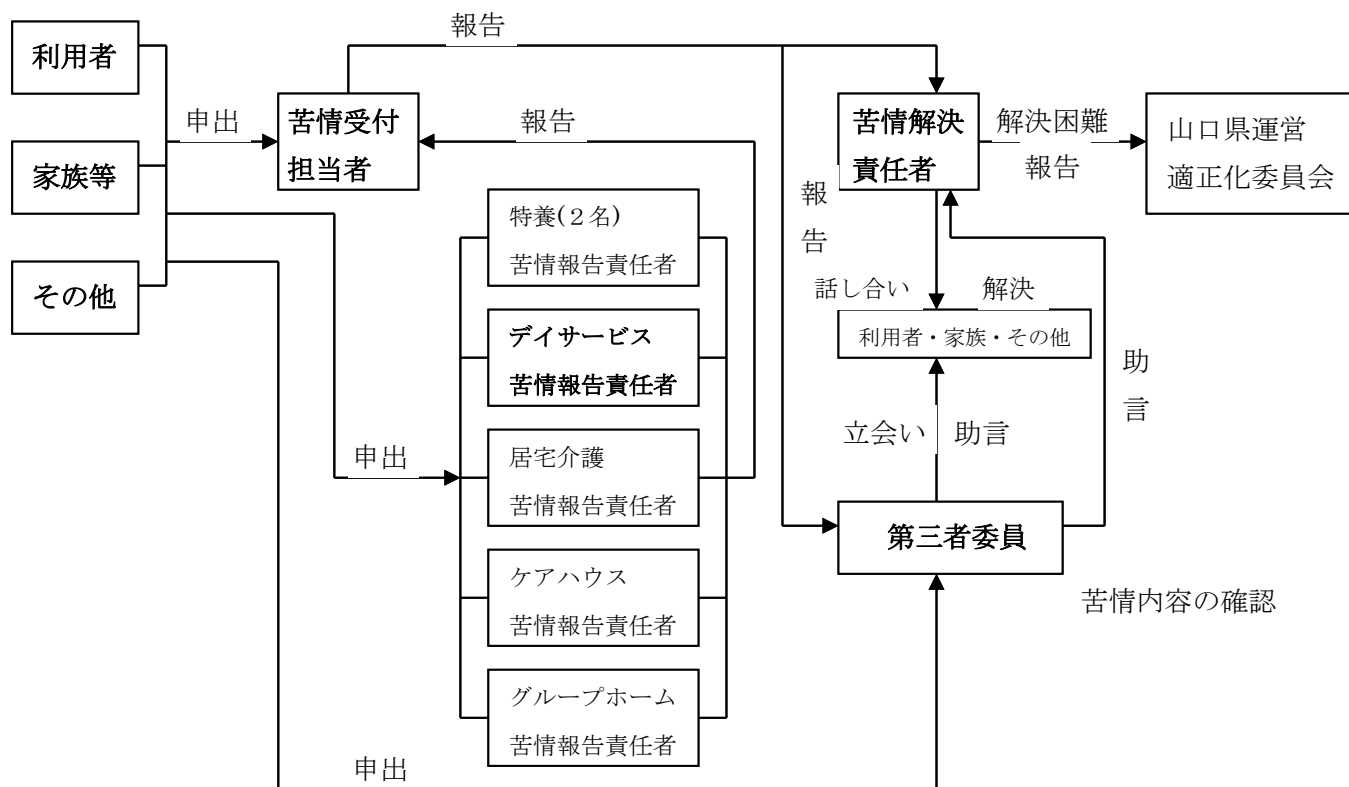 報告
利用者
申出
苦情受付
担当者
報告
苦情解決
責任者
解決困難
報告
山口県運営
適正化委員会
家族等
その他
特養(２名)
苦情報告責任者
デイサービス
苦情報告責任者
居宅介護
苦情報告責任者
ケアハウス
苦情報告責任者
グループホーム
苦情報告責任者
申出
申出
報
告
話し合い
解決
利用者・家族・その他
助
言
立会い
助言
第三者委員
苦情内容の確認